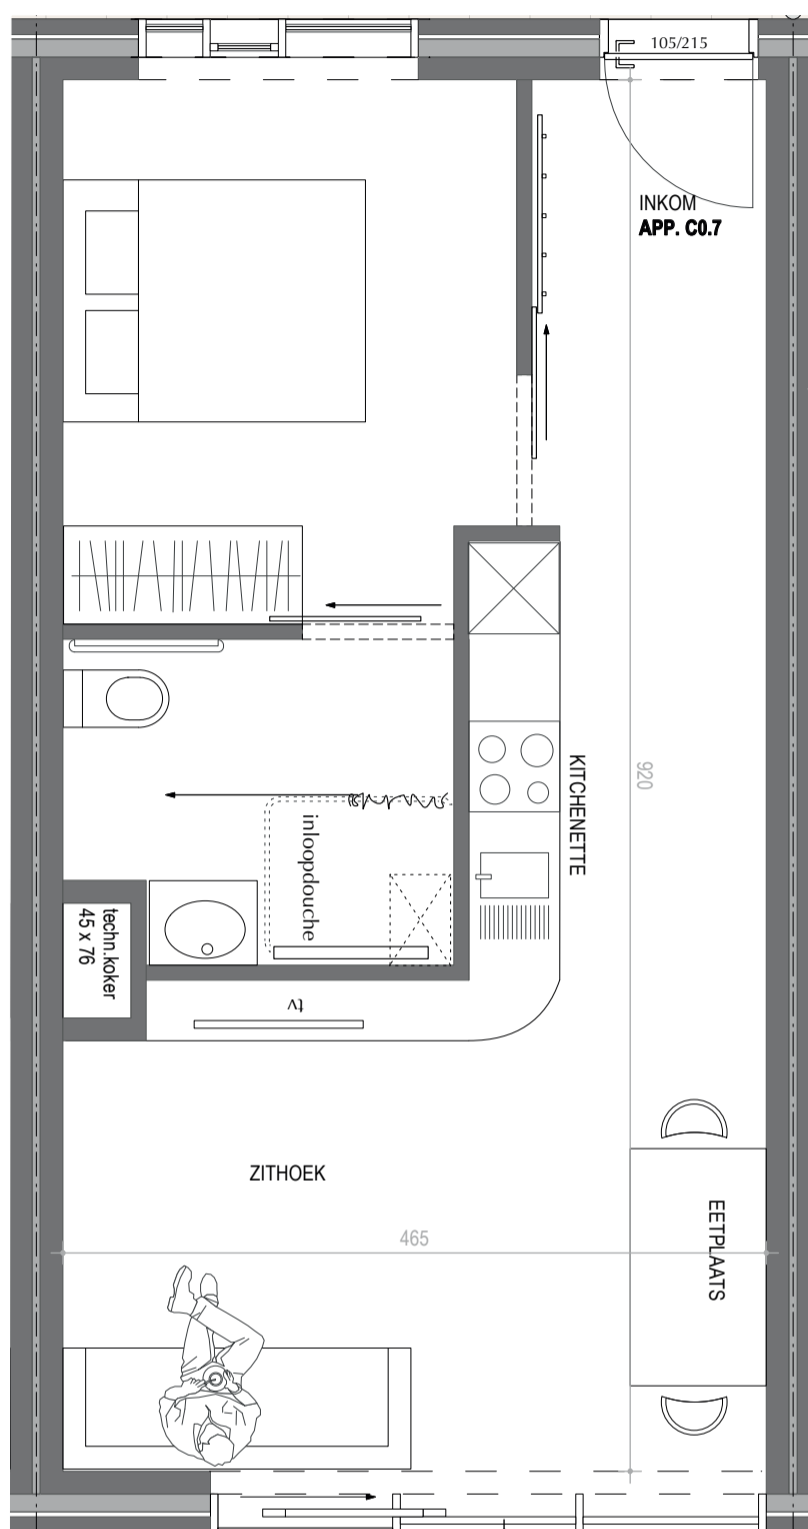 105/215
INKOM
APP. C0.7
KITCHENETTE
920
inloopdouche
techn.koker
45 x 76
tv
ZITHOEK
465
EETPLAATS